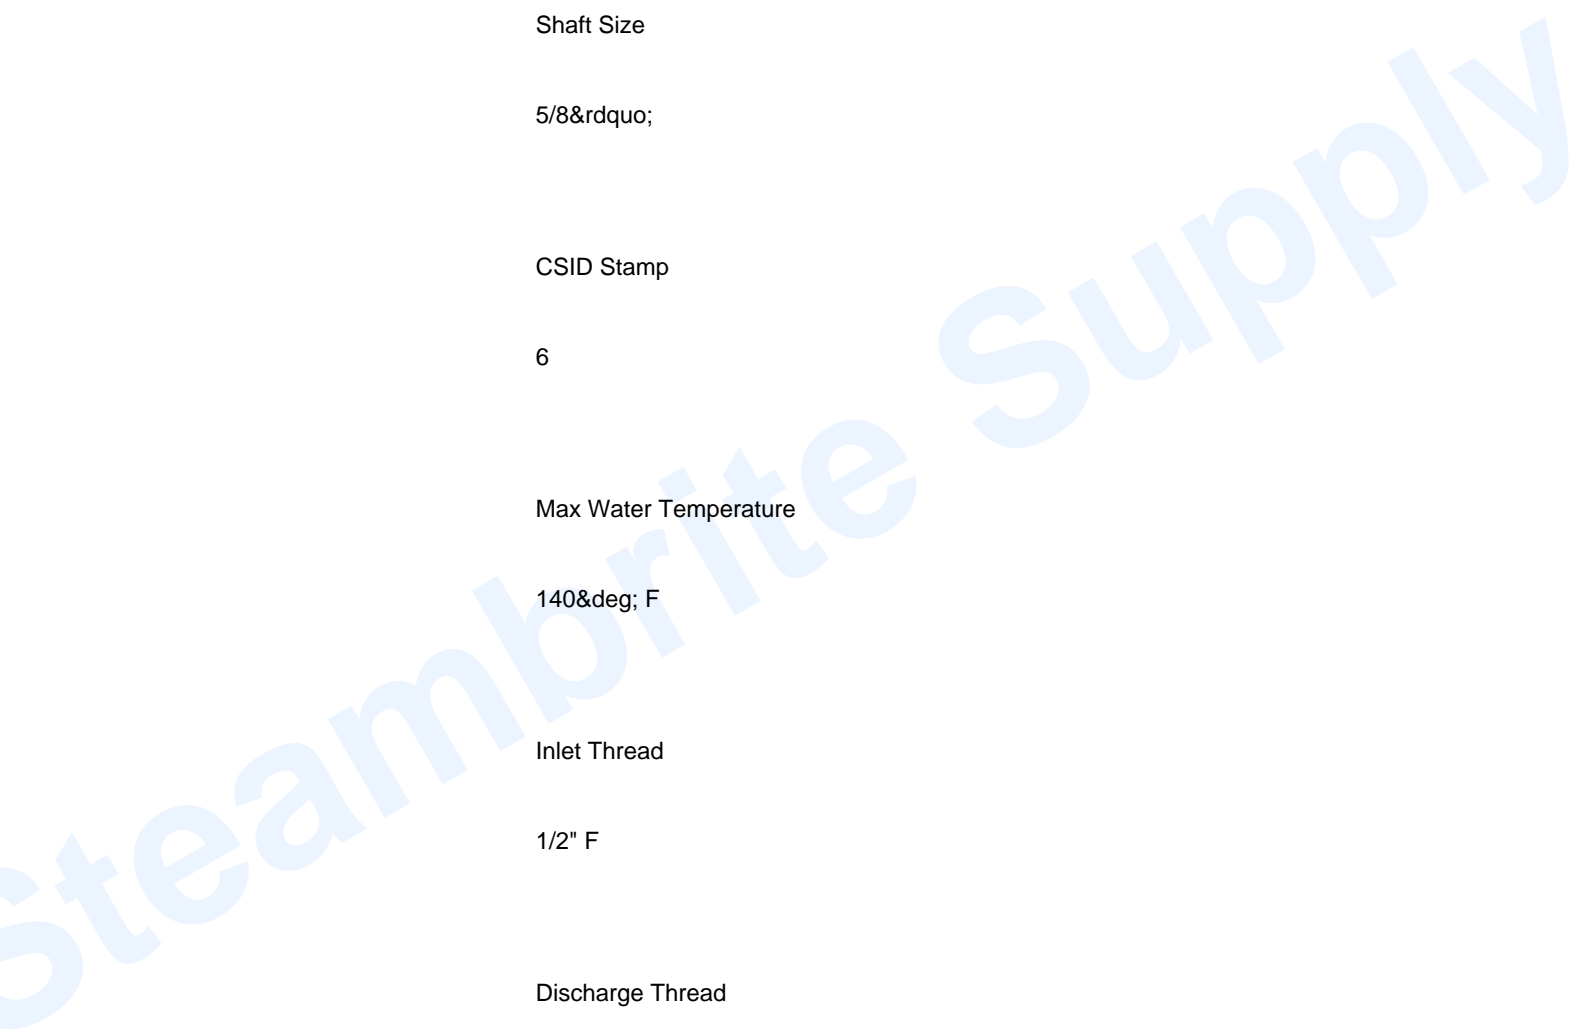 Shaft Size
5/8&rdquo;
CSID Stamp
6
Max Water Temperature
140&deg; F
Inlet Thread
1/2" F
Discharge Thread
Steambrite Supply